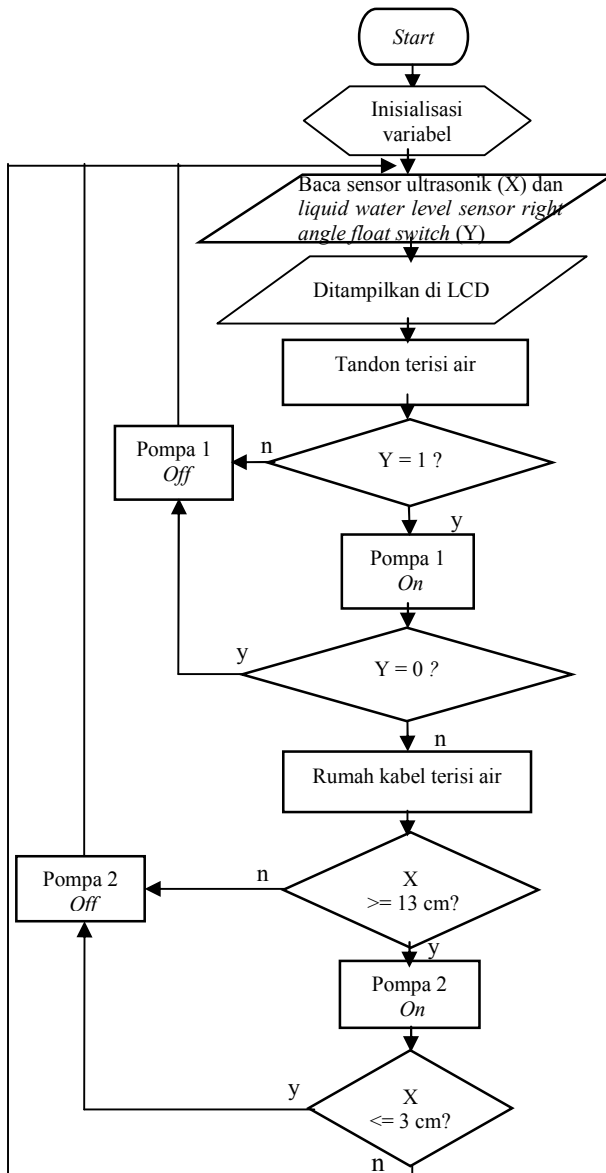 Start
Inisialisasi
variabel
Baca sensor ultrasonik (X) dan
liquid water level sensor right
angle float switch (Y)
Ditampilkan di LCD
Tandon terisi air
Y = 1 ?
n
Pompa 1
Off
y
Pompa 1
On
Y = 0 ?
y
n
Rumah kabel terisi air
X
>= 13 cm?
n
Pompa 2
Off
y
Pompa 2
On
X
<= 3 cm?
y
n